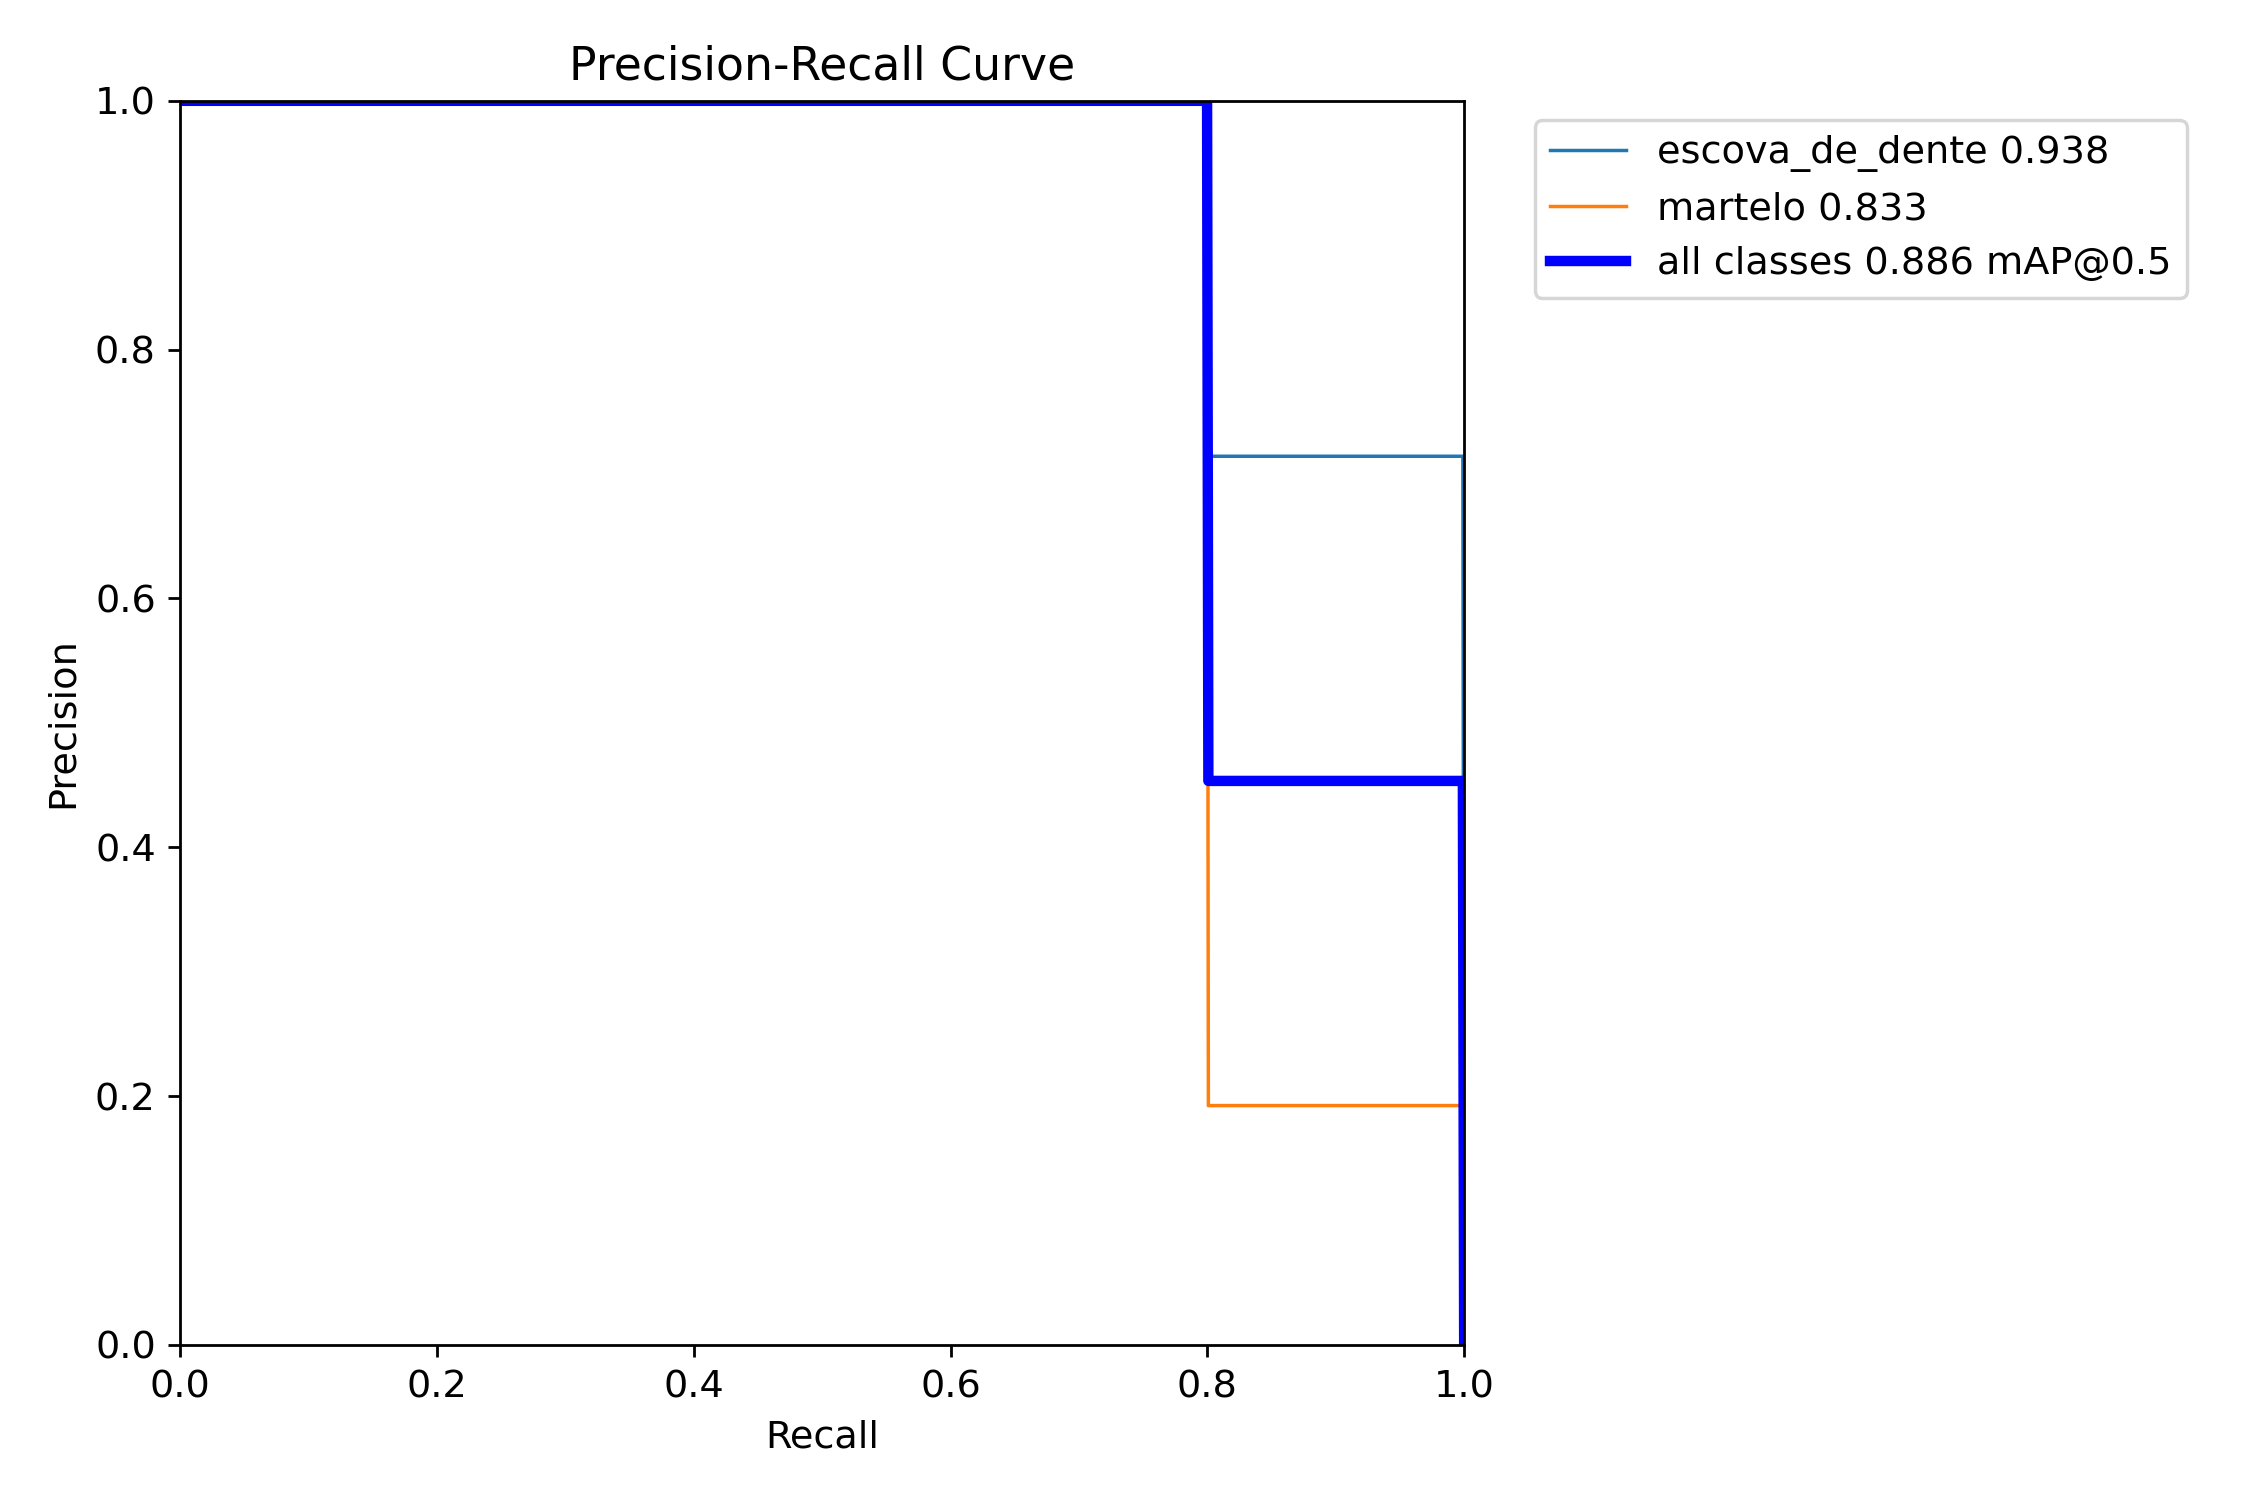 Precision-Recall Curve
1.0
0.8
0.6
0.4
0.2
0.0
Precision
0.0 0.2 0.4 0.6 0.8 1.0
Recall
escova_de_dente 0.938
martelo 0.833
all classes 0.886 mAP@0.5